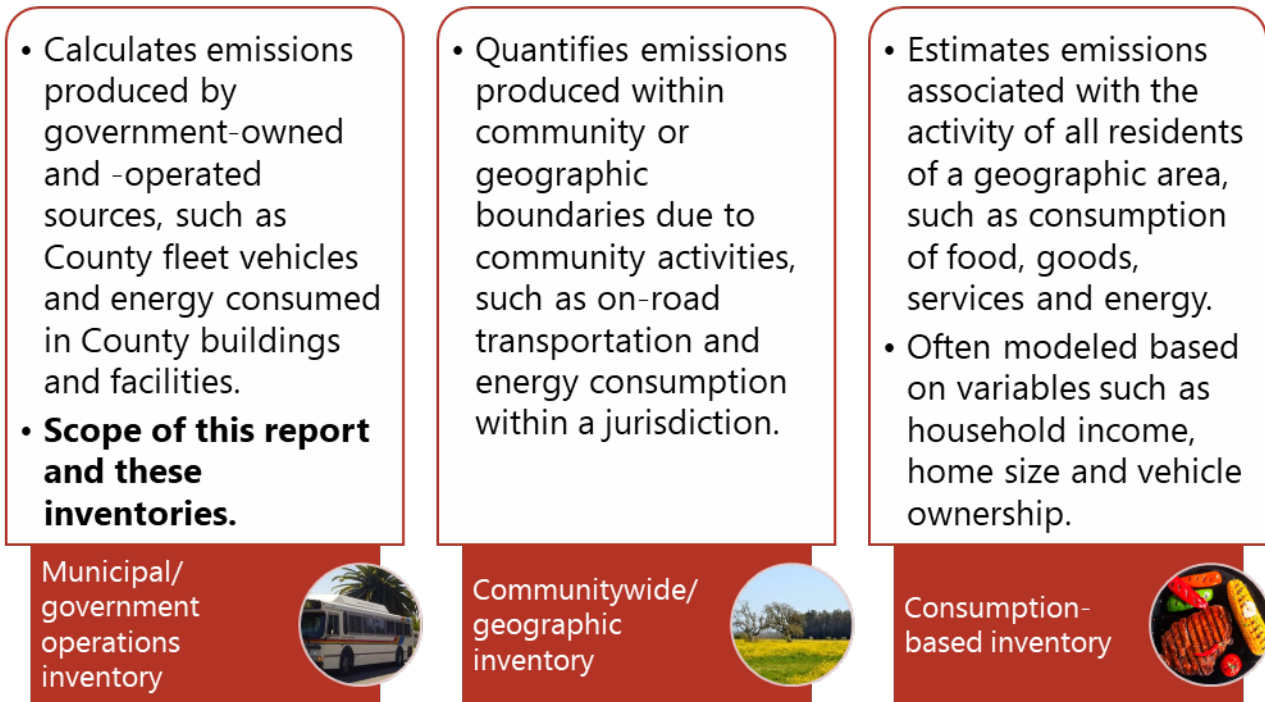 • Calculates emissions
produced by
government-owned
and -operated
sources, such as
County fleet vehicles
and energy consumed
in County buildings
and facilities.
• Scope of this report
and these
inventories.
Municipal/
government
operations
inventory
• Quantifies emissions
produced within
community or
geographic
boundaries due to
community activities,
such as on-road
transportation and
energy consumption
within a jurisdiction.
Communitywide/
geographic
inventory
• Estimates emissions
associated with the
activity of all residents
of a geographic area,
such as consumption
of food, goods,
services and energy.
• Often modeled based
on variables such as
household income,
home size and vehicle
ownership.
Consumption-
based inventory